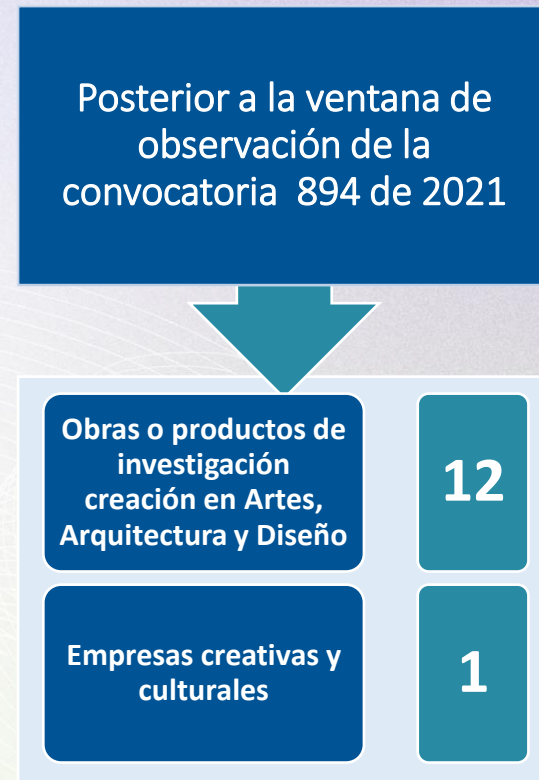 Posterior a la ventana de
observación de la
convocatoria 894 de 2021
Obras o productos de
investigación
creación en Artes,
Arquitectura y Diseño
12
Empresas creativas y
culturales
1